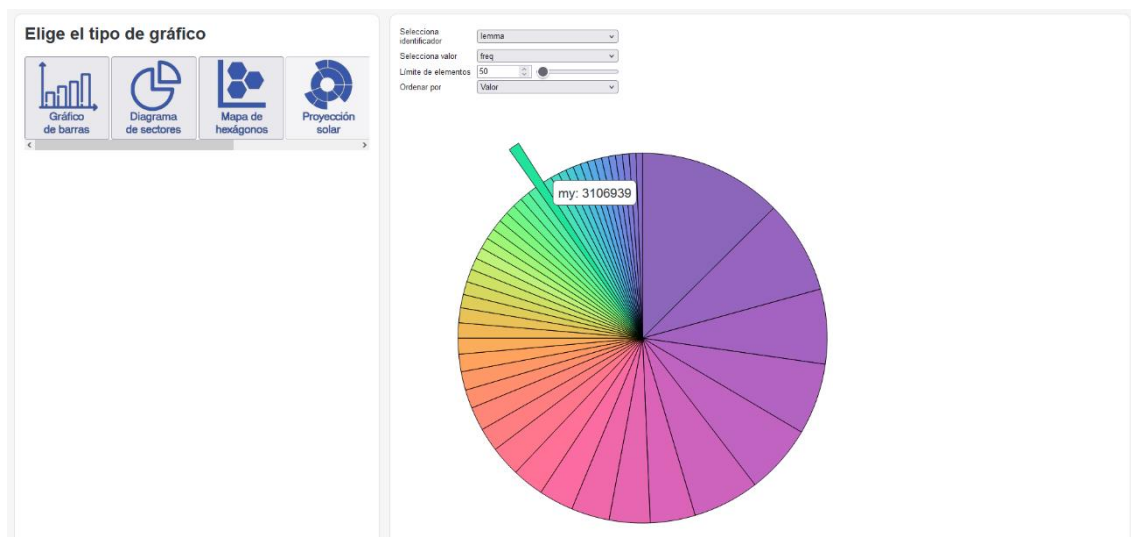 Elige el tipo de gráfico
Gráfico
de barras
Diagrama
de sectores
Mapa de
hexágonos
Proyección
solar
Selecciona
identificador
lemma
Selecciona valor
freq
Límite de elementos
50
Ordenar por
Valor
my: 3106939